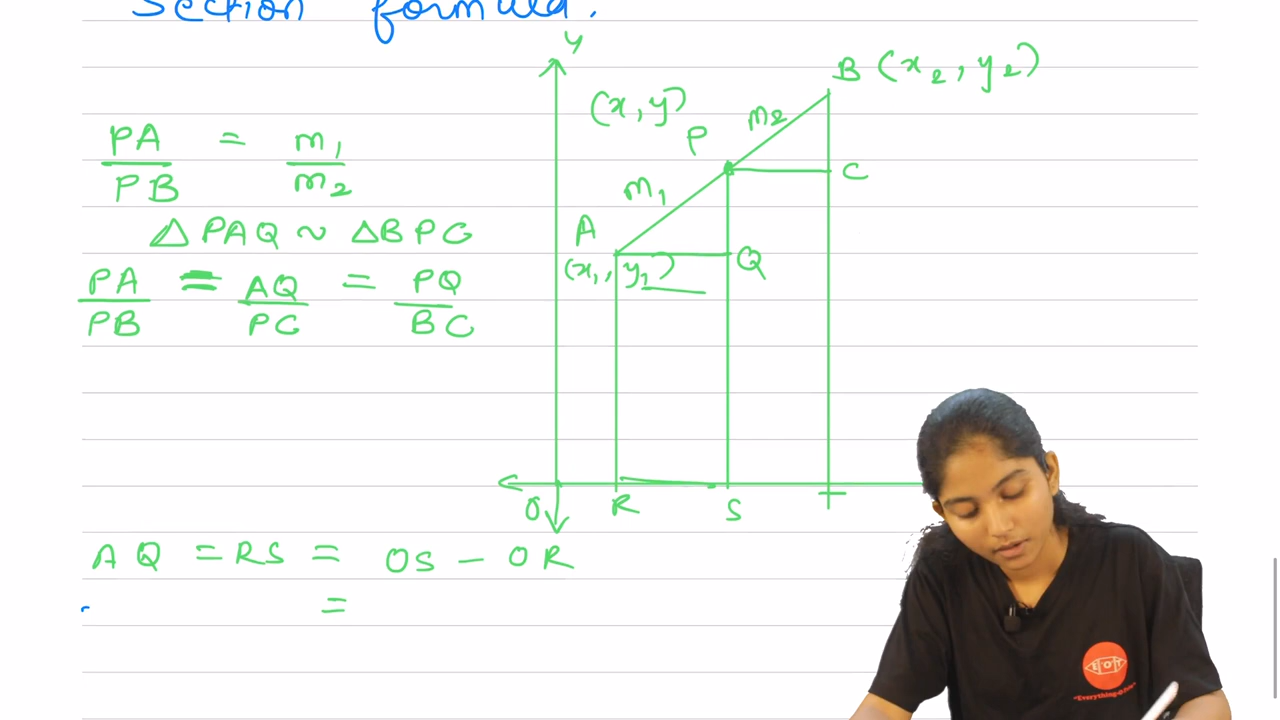 Section formula.
PA/PB = m₁/m₂
△PAQ ~ △BPC
PA/PB = AQ/PC = PQ/BC
Y
(x, y)
P
m₂
B (x₂, y₂)
C
m₁
A
(x₁, y₁)
Q
O
R
S
T
AQ = RS = OS - OR
=
EOT